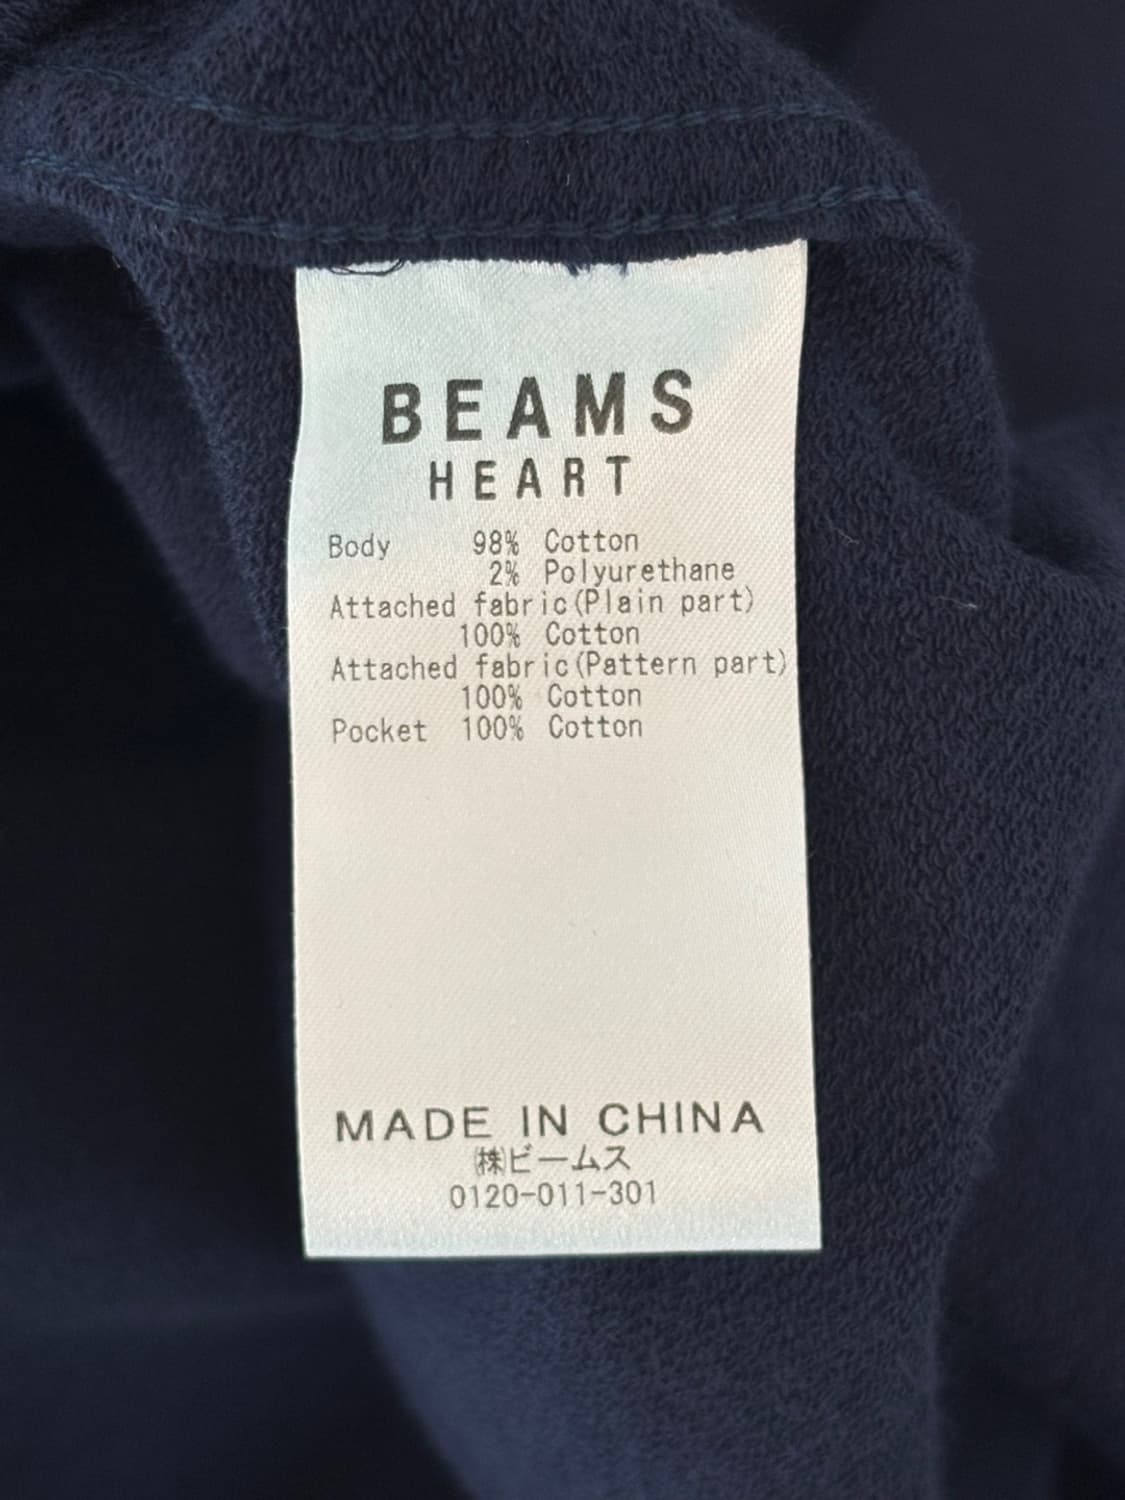 BEAMS
HEART
Body 98% Cotton
2% Polyurethane
Attached fabric(Plain part)
100% Cotton
Attached fabric(Pattern part)
100% Cotton
Pocket 100% Cotton
MADE IN CHINA
㈱ビームス
0120-011-301